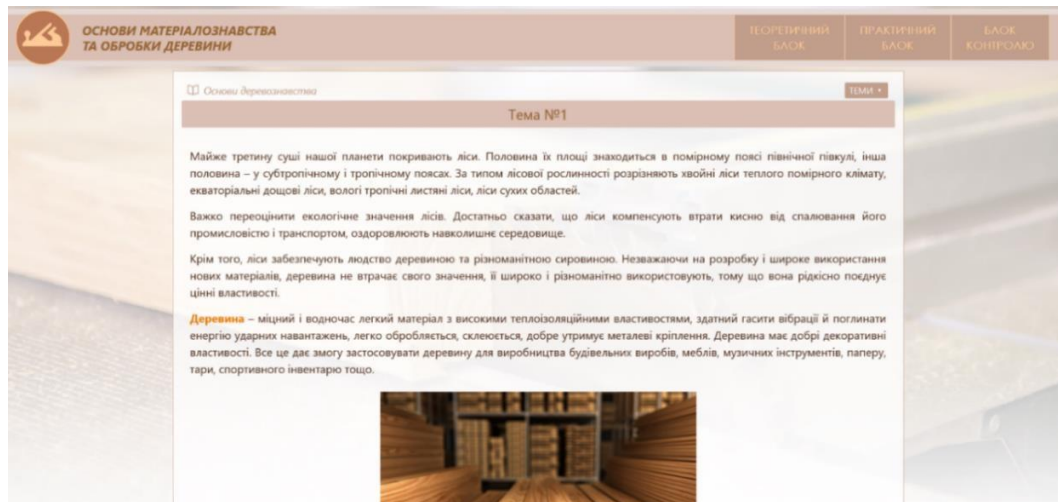 ОСНОВИ МАТЕРІАЛОЗНАВСТВА
ТА ОБРОБКИ ДЕРЕВИНИ
ТЕОРЕТИЧНИЙ
БЛОК
ПРАКТИЧНИЙ
БЛОК
БЛОК
КОНТРОЛЮ
Основи деревознавства
ТЕМИ
Тема №1
Майже третину суші нашої планети покривають ліси. Половина їх площі знаходиться в помірному поясі північної півкулі, інша
половина – у субтропічному і тропічному поясах. За типом лісової рослинності розрізняють хвойні ліси теплого помірного клімату,
екваторіальні дощові ліси, вологі тропічні листяні ліси, ліси сухих областей.
Важко переоцінити екологічне значення лісів. Достатньо сказати, що ліси компенсують втрати кисню від спалювання його
промисловістю і транспортом, оздоровлюють навколишнє середовище.
Крім того, ліси забезпечують людство деревиною та різноманітною сировиною. Незважаючи на розробку і широке використання
нових матеріалів, деревина не втрачає свого значення, її широко і різноманітно використовують, тому що вона рідкісно поєднує
цінні властивості.
Деревина – міцний і водночас легкий матеріал з високими теплоізоляційними властивостями, здатний гасити вібрації й поглинати
енергію ударних навантажень, легко обробляється, склеюється, добре утримує металеві кріплення. Деревина має добрі декоративні
властивості. Все це дає змогу застосовувати деревину для виробництва будівельних виробів, меблів, музичних інструментів, паперу,
тари, спортивного інвентарю тощо.